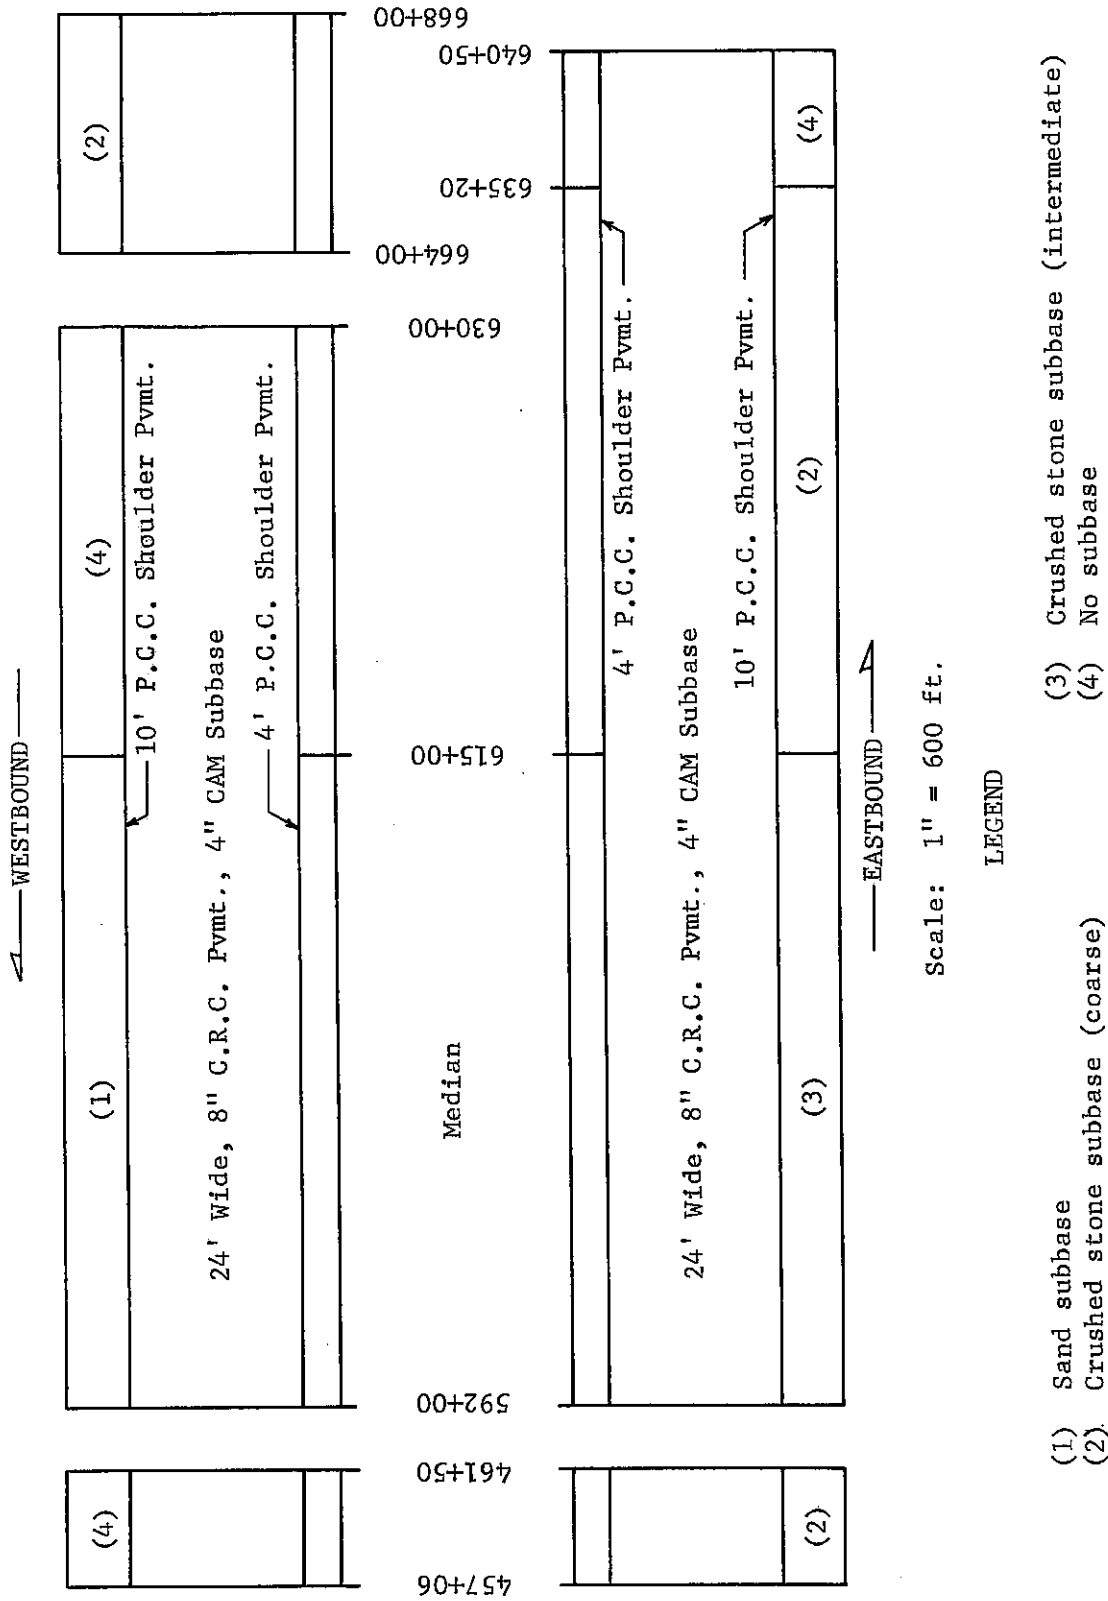 WESTBOUND
(4)
(1)
(4)
(2)
10' P.C.C. Shoulder Pvmt.
24' Wide, 8" C.R.C. Pvmt., 4" CAM Subbase
4' P.C.C. Shoulder Pvmt.
457+06
461+50
592+00
615+00
630+00
664+00
668+00
Median
635+20
640+50
4' P.C.C. Shoulder Pvmt.
24' Wide, 8" C.R.C. Pvmt., 4" CAM Subbase
10' P.C.C. Shoulder Pvmt.
(2)
(3)
(2)
(4)
EASTBOUND
Scale: 1" = 600 ft.
LEGEND
(1) Sand subbase
(2). Crushed stone subbase (coarse)
(3) Crushed stone subbase (intermediate)
(4) No subbase